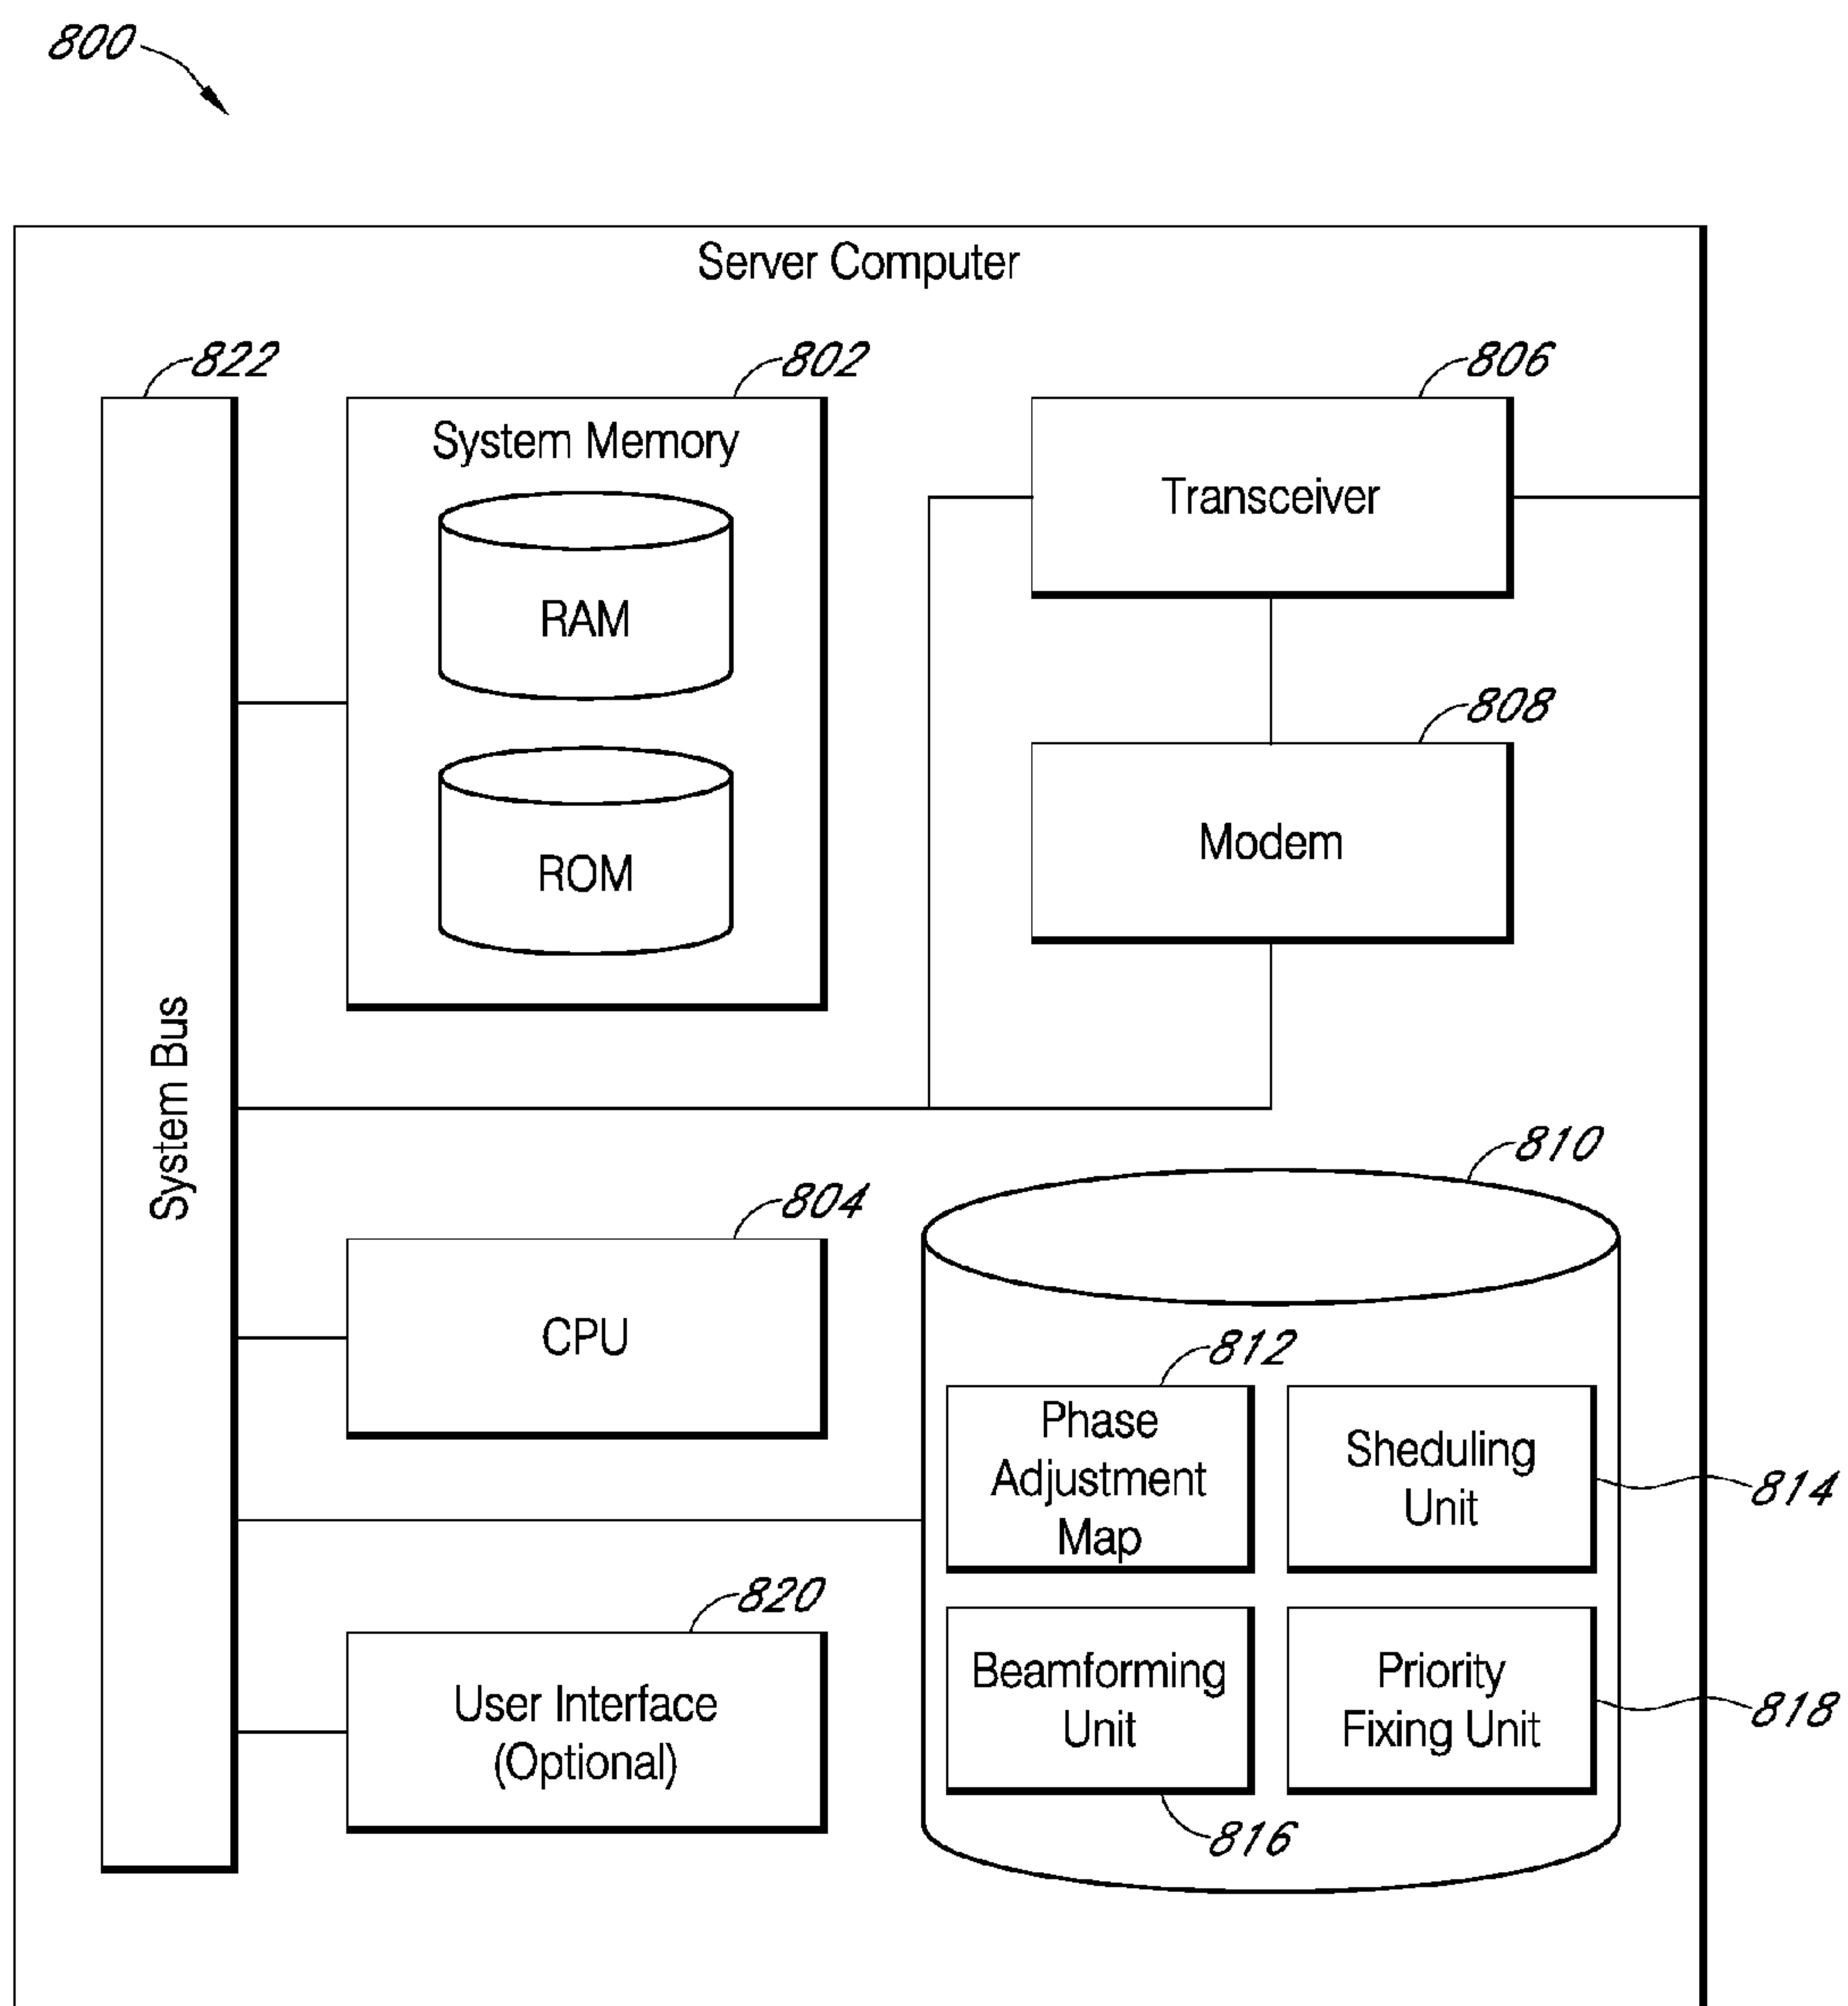 800
Server Computer
822
802
806
System Memory
Transceiver
RAM
808
Modem
ROM
System Bus
810
804
CPU
812
Phase
Adjustment
Map
Sheduling
Unit
814
820
User Interface
(Optional)
Beamforming
Unit
Priority
Fixing Unit
818
816